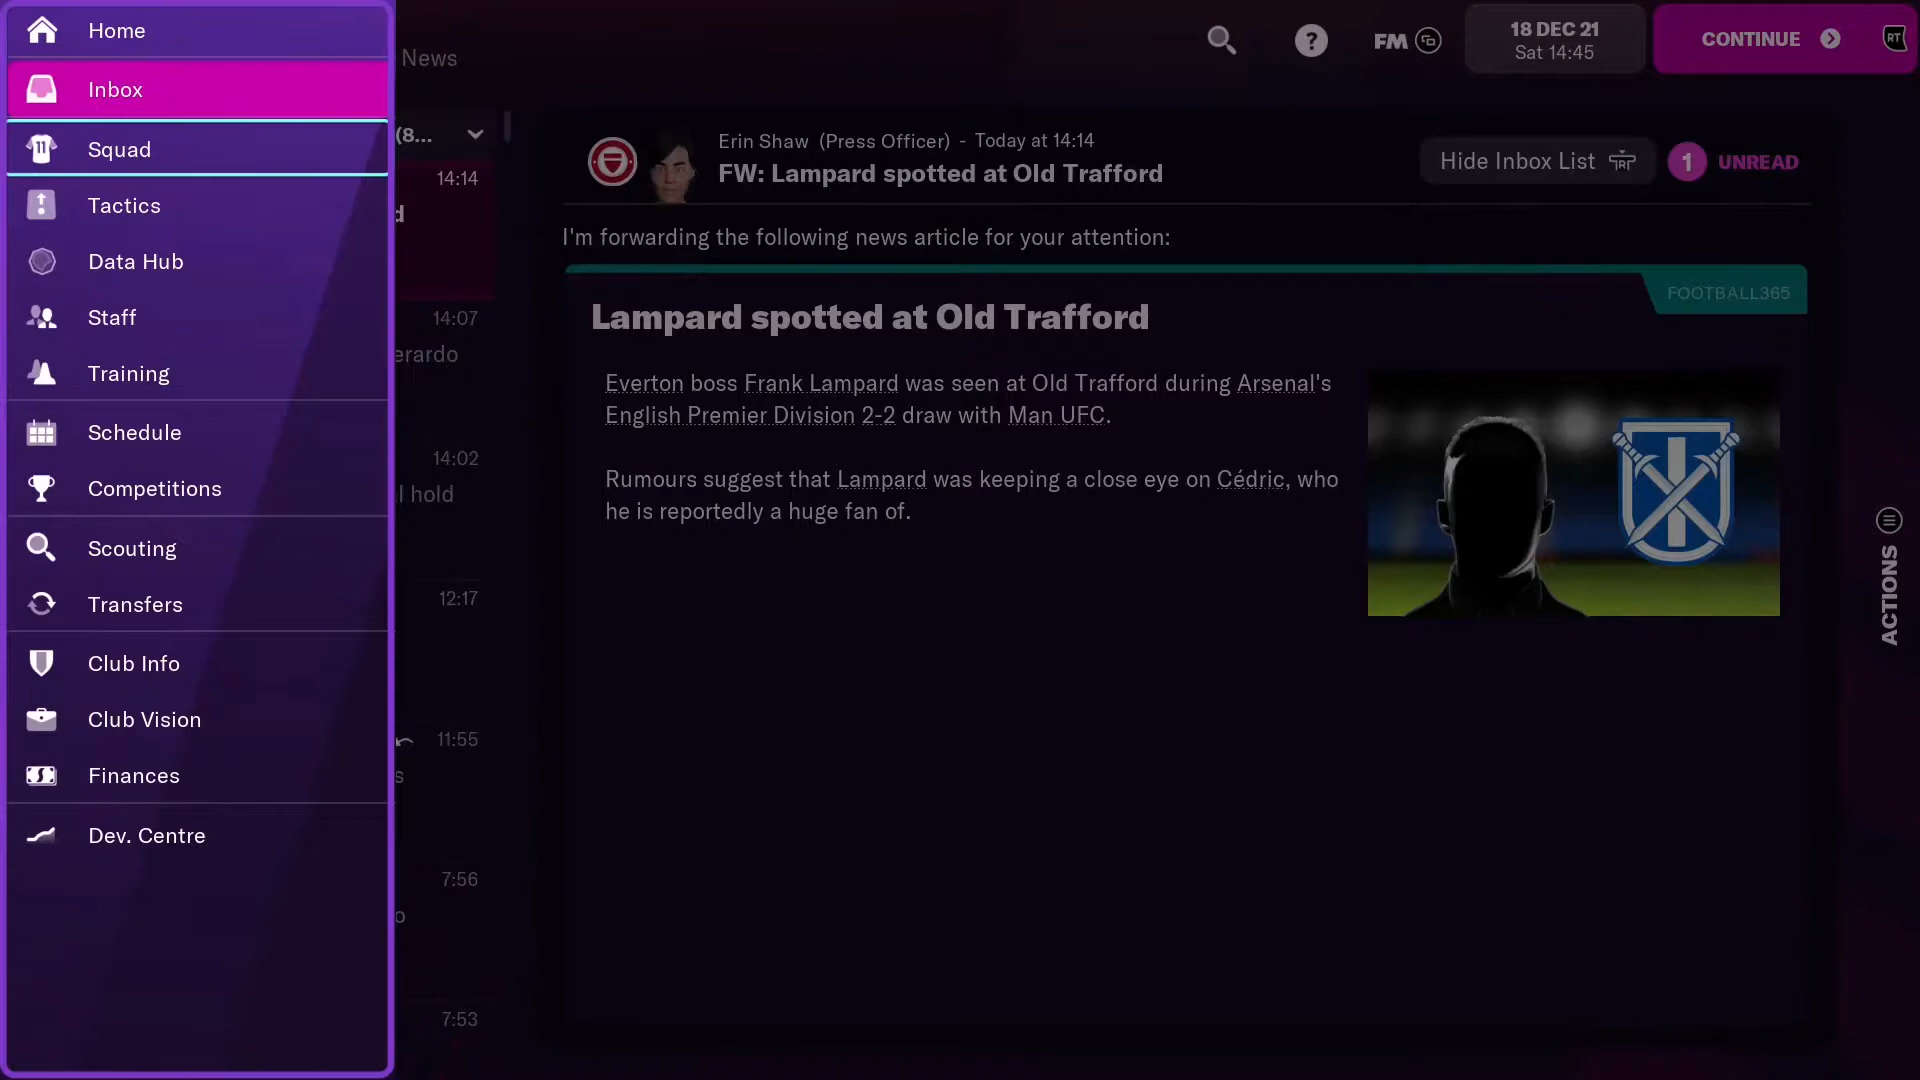 Home
Inbox
Squad
Tactics
Data Hub
Staff
Training
Schedule
Competitions
Scouting
Transfers
Club Info
Club Vision
Finances
Dev. Centre
News
(8...
14:14
d
14:07
erardo
14:02
l hold
12:17
11:55
s
7:56
o
7:53
FM
18 DEC 21
Sat 14:45
CONTINUE
RT
Erin Shaw (Press Officer) - Today at 14:14
FW: Lampard spotted at Old Trafford
Hide Inbox List
1 UNREAD
I'm forwarding the following news article for your attention:
FOOTBALL365
Lampard spotted at Old Trafford
Everton boss Frank Lampard was seen at Old Trafford during Arsenal's
English Premier Division 2-2 draw with Man UFC.
Rumours suggest that Lampard was keeping a close eye on Cédric, who
he is reportedly a huge fan of.
ACTIONS